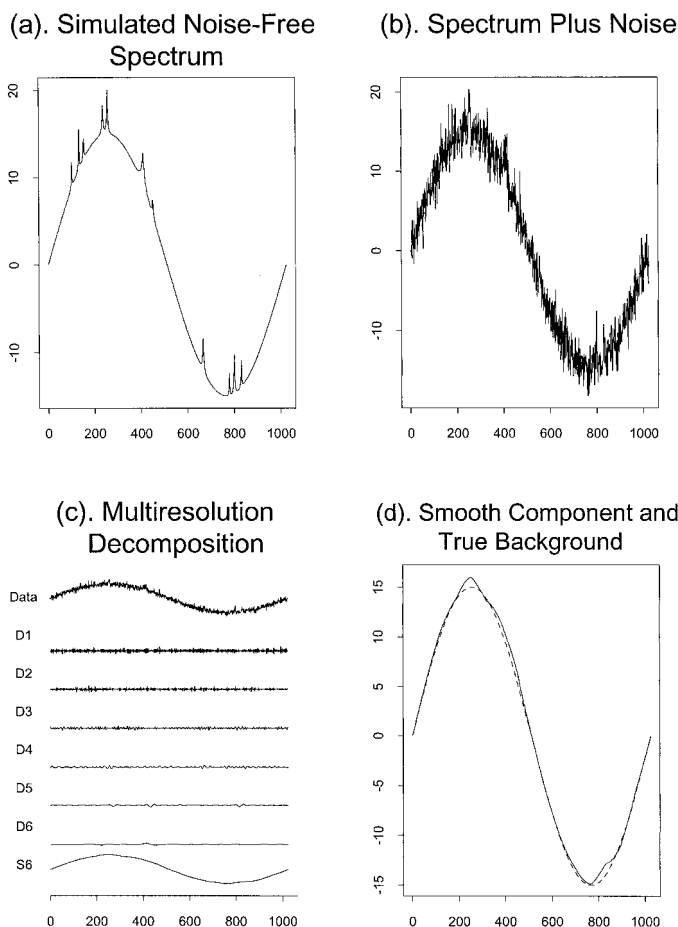 (a). Simulated Noise-Free
Spectrum
20
10
0
-10
0 200 400 600 800 1000
(b). Spectrum Plus Noise
20
10
0
-10
0 200 400 600 800 1000
(c). Multiresolution
Decomposition
Data
D1
D2
D3
D4
D5
D6
S6
0 200 400 600 800 1000
(d). Smooth Component and
True Background
15
10
5
0
-5
-10
-15
0 200 400 600 800 1000